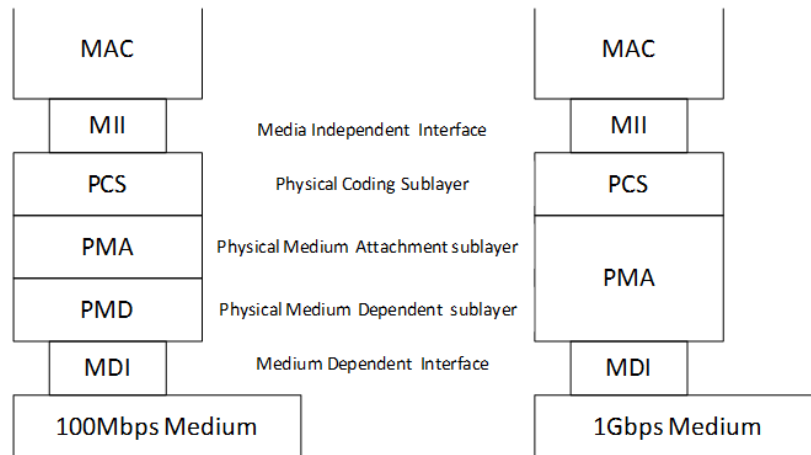 MAC
MAC
MII
Media Independent Interface
MII
PCS
Physical Coding Sublayer
PCS
PMA
Physical Medium Attachment sublayer
PMA
PMD
Physical Medium Dependent sublayer
MDI
Medium Dependent Interface
MDI
100Mbps Medium
1Gbps Medium